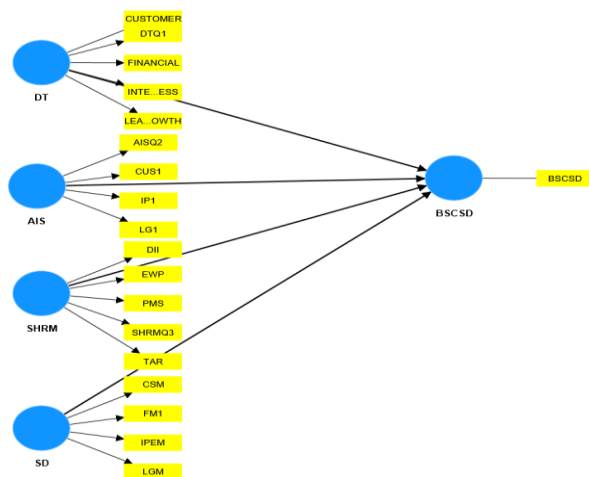 CUSTOMER
DTQ1
FINANCIAL
INTE...ESS
LEA...OWTH
DT
AISQ2
CUS1
IP1
LG1
AIS
DII
EWP
PMS
SHRMQ3
TAR
SHRM
CSM
FM1
IPEM
LGM
SD
BSCSD
BSCSD